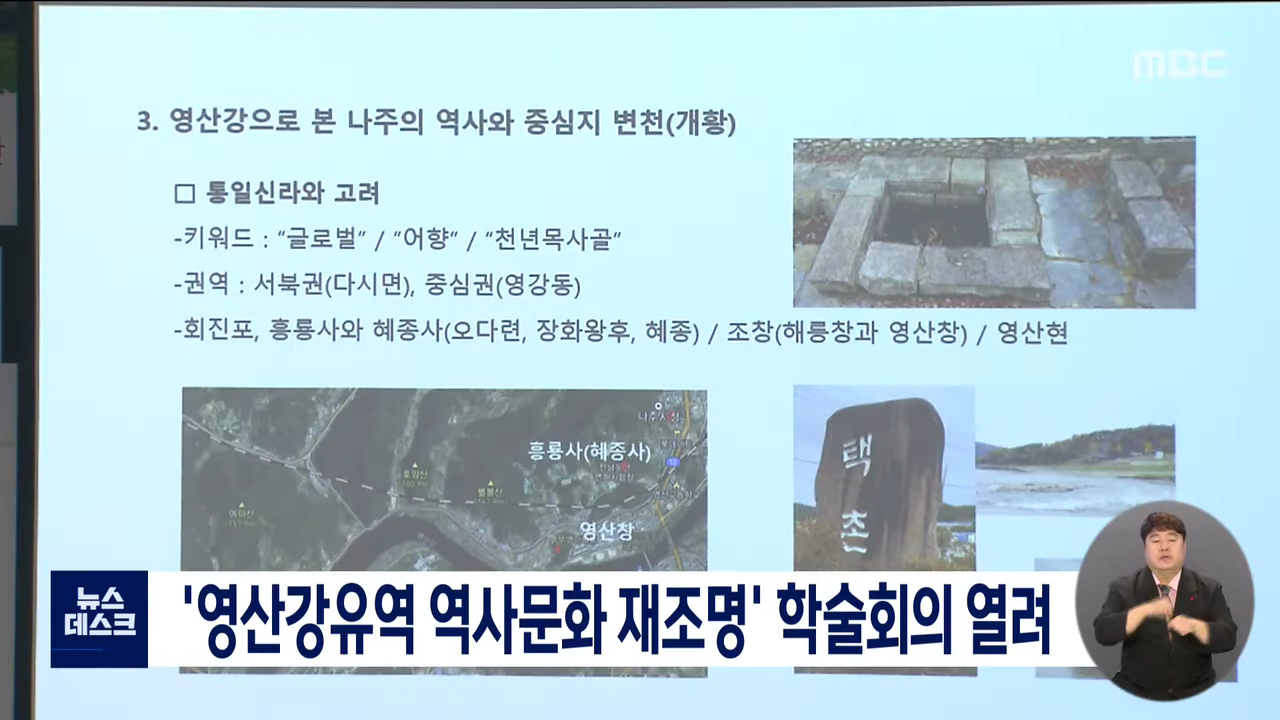 MBC
3. 영산강으로 본 나주의 역사와 중심지 변천(개황)
□ 통일신라와 고려
-키워드 : "글로벌" / "어향" / "천년목사골"
-권역 : 서북권(다시면), 중심권(영강동)
-회진포, 흥룡사와 혜종사(오다련, 장화왕후, 혜종) / 조창(해릉창과 영산창) / 영산현
나주시청
흥룡사(혜종사)
영산창
택촌
뉴스
데스크
'영산강유역 역사문화 재조명' 학술회의 열려